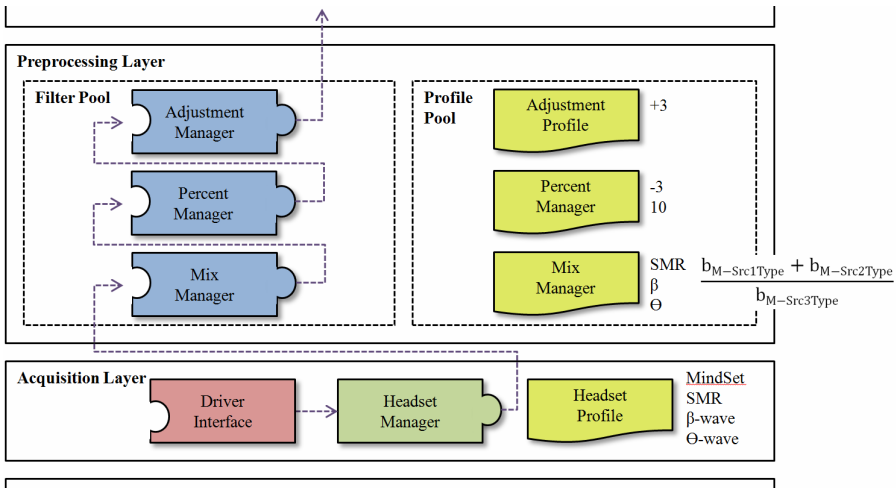 Preprocessing Layer
Filter Pool
Adjustment
Manager
Percent
Manager
Mix
Manager
Profile
Pool
Adjustment
Profile
+3
Percent
Manager
-3
10
Mix
Manager
SMR
β
ϴ
b_M−Src1Type + b_M−Src2Type
b_M−Src3Type
Acquisition Layer
Driver
Interface
Headset
Manager
Headset
Profile
MindSet
SMR
β-wave
ϴ-wave